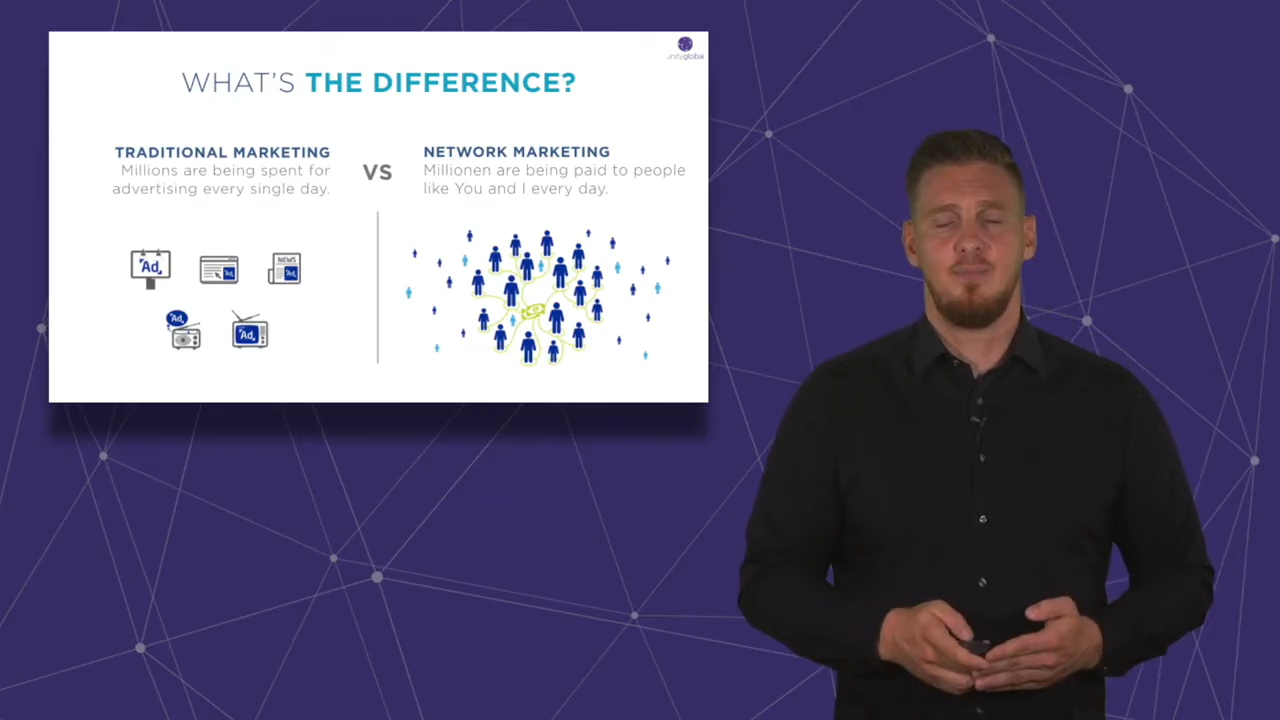 unityglobal
WHAT'S THE DIFFERENCE?
TRADITIONAL MARKETING
Millions are being spent for
advertising every single day.
VS
NETWORK MARKETING
Millionen are being paid to people
like You and I every day.
Ad
Ad
NEWS
Ad
Ad
Ad